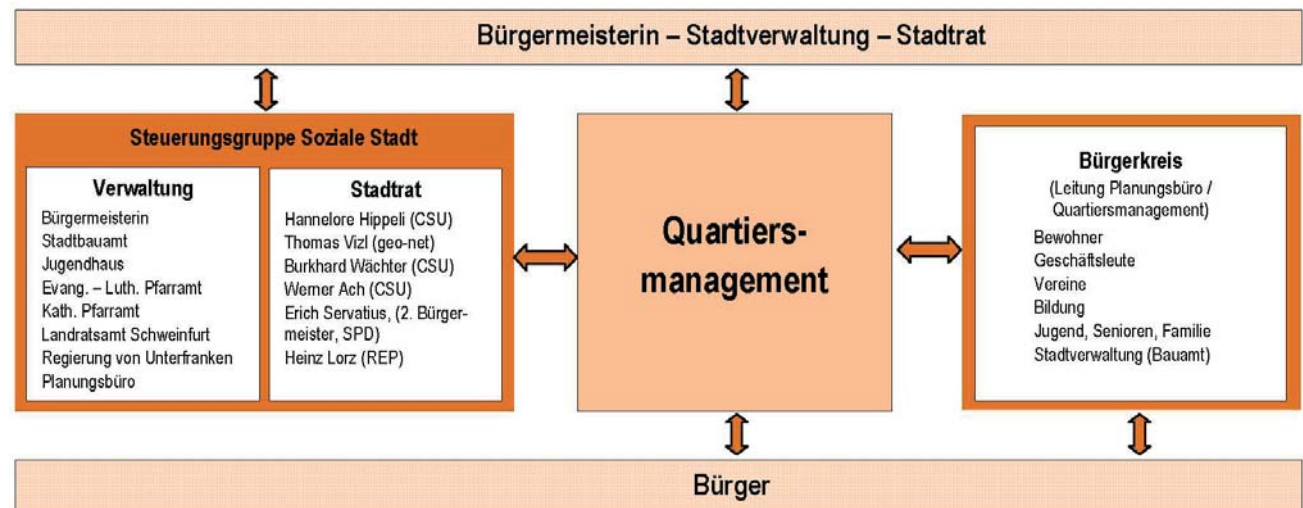 Bürgermeisterin – Stadtverwaltung – Stadtrat
Steuerungsgruppe Soziale Stadt
Verwaltung
Bürgermeisterin
Stadtbauamt
Jugendhaus
Evang. – Luth. Pfarramt
Kath. Pfarramt
Landratsamt Schweinfurt
Regierung von Unterfranken
Planungsbüro
Stadtrat
Hannelore Hippeli (CSU)
Thomas Vizl (geo-net)
Burkhard Wächter (CSU)
Werner Ach (CSU)
Erich Servatius, (2. Bürger-
meister, SPD)
Heinz Lorz (REP)
Quartiers-
management
Bürgerkreis
(Leitung Planungsbüro /
Quartiersmanagement)
Bewohner
Geschäftsleute
Vereine
Bildung
Jugend, Senioren, Familie
Stadtverwaltung (Bauamt)
Bürger